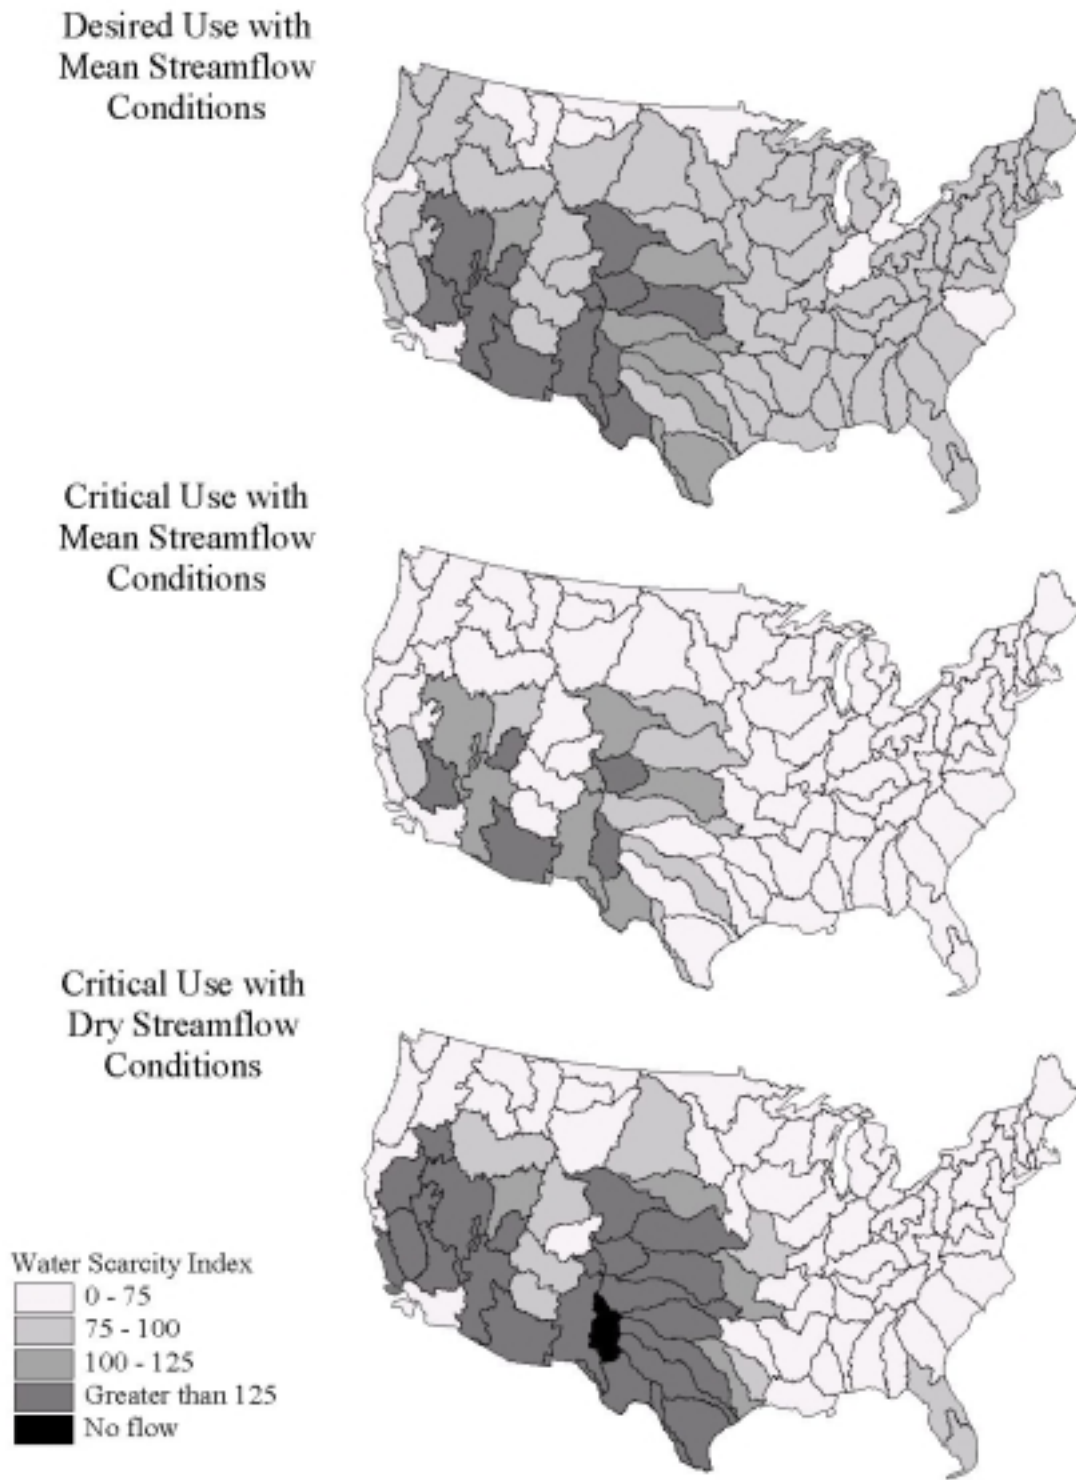 Desired Use with
Mean Streamflow
Conditions
Critical Use with
Mean Streamflow
Conditions
Critical Use with
Dry Streamflow
Conditions
Water Scarcity Index
0 - 75
75 - 100
100 - 125
Greater than 125
No flow